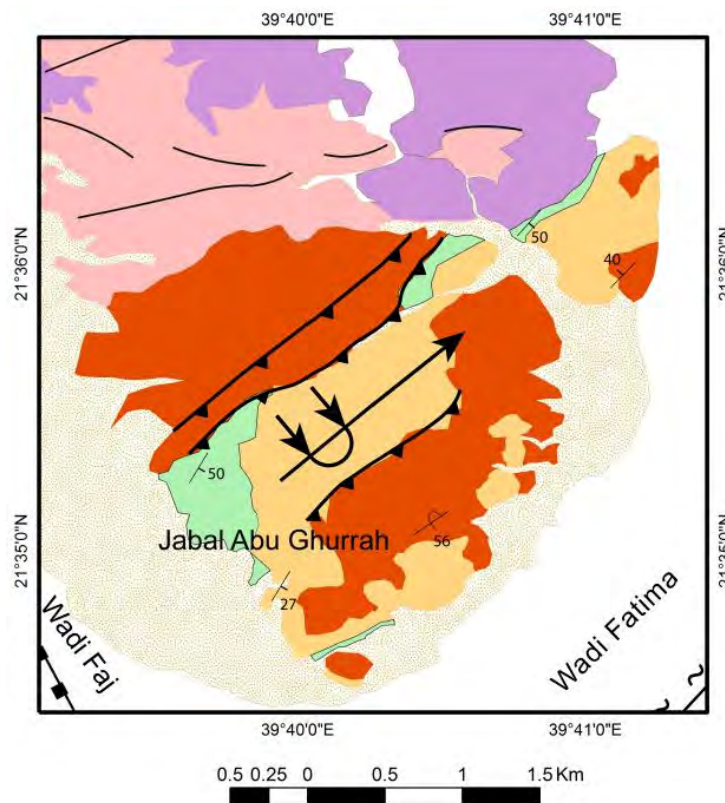 39°40'0"E 39°41'0"E
21°36'0"N 21°36'0"N
50
40
50
Jabal Abu Ghurrah
56
21°35'0"N 21°35'0"N
27
Wadi Faj
Wadi Fatima
39°40'0"E 39°41'0"E
0.5 0.25 0 0.5 1 1.5 Km